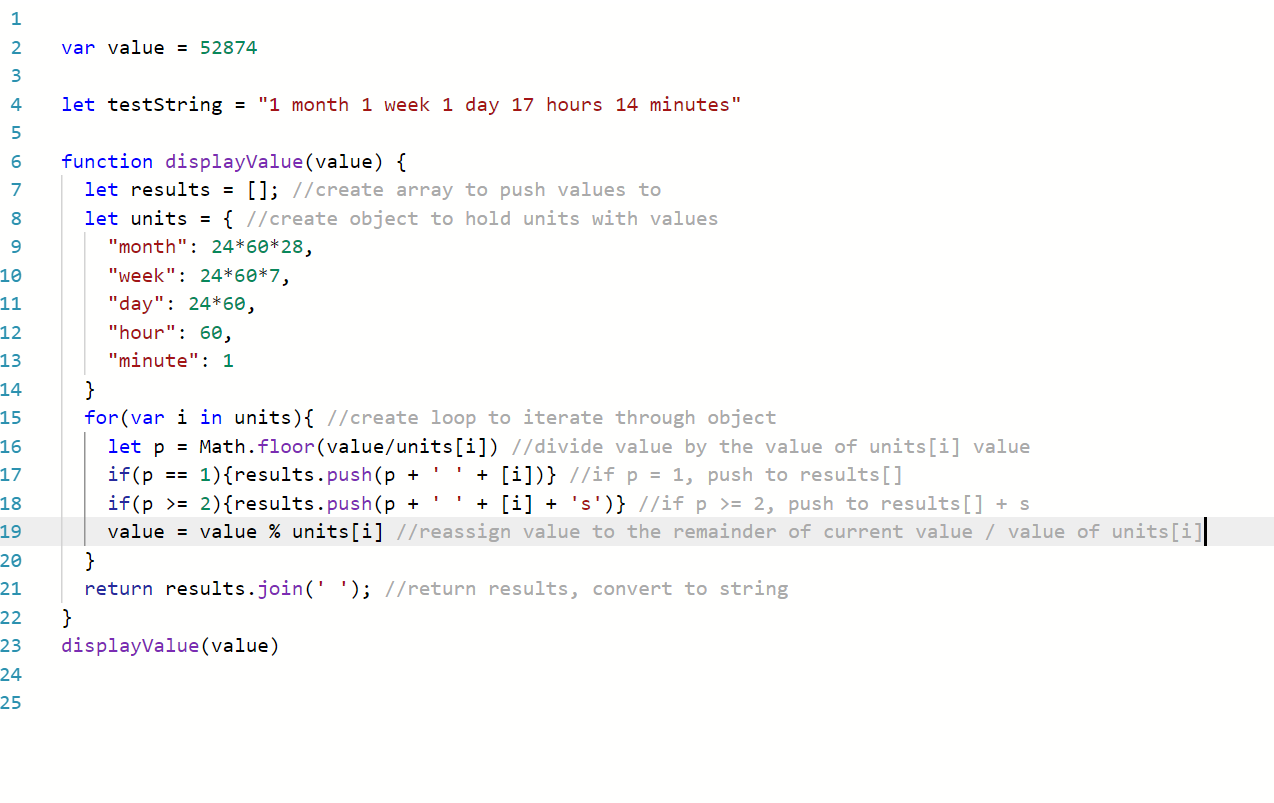 1
2 var value = 52874
3
4 let testString = "1 month 1 week 1 day 17 hours 14 minutes"
5
6 function displayValue(value) {
7 let results = []; //create array to push values to
8 let units = { //create object to hold units with values
9 "month": 24*60*28,
10 "week": 24*60*7,
11 "day": 24*60,
12 "hour": 60,
13 "minute": 1
14 }
15 for(var i in units){ //create loop to iterate through object
16 let p = Math.floor(value/units[i]) //divide value by the value of units[i] value
17 if(p == 1){results.push(p + ' ' + [i])} //if p = 1, push to results[]
18 if(p >= 2){results.push(p + ' ' + [i] + 's')} //if p >= 2, push to results[] + s
19 value = value % units[i] //reassign value to the remainder of current value / value of units[i]
20 }
21 return results.join(' '); //return results, convert to string
22 }
23 displayValue(value)
24
25